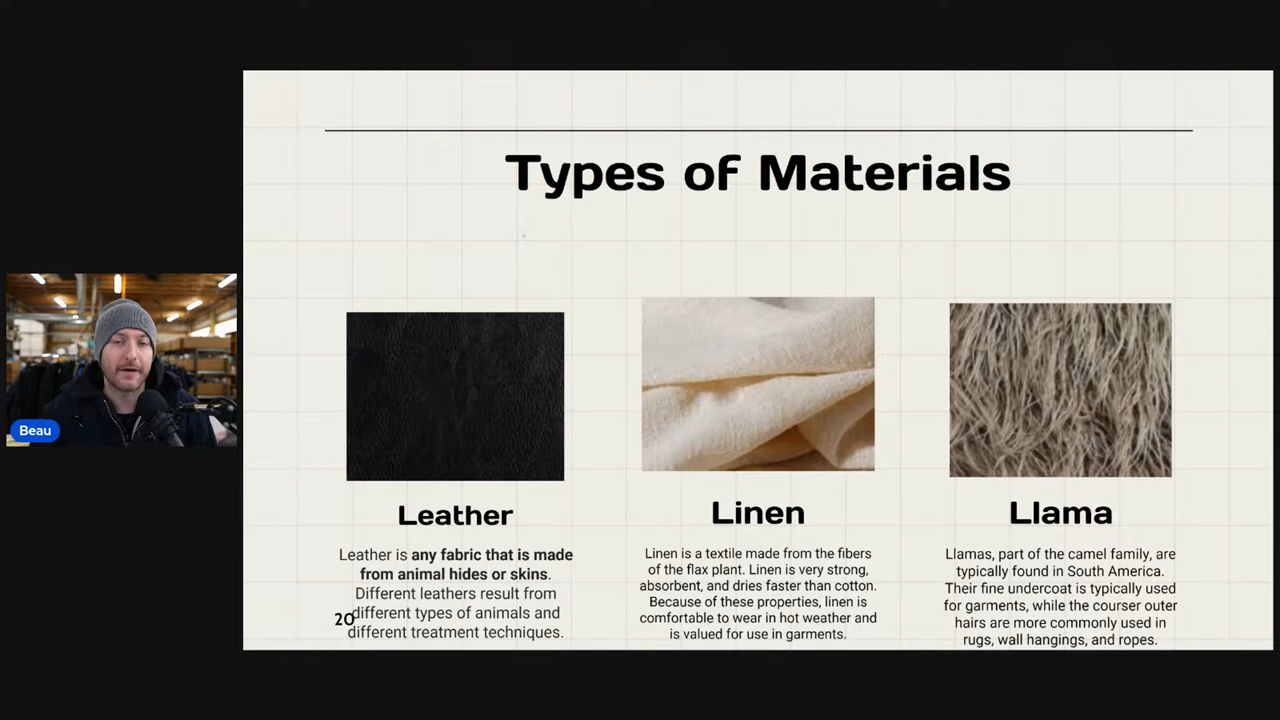 Types of Materials
Beau
Leather
Leather is any fabric that is made
from animal hides or skins.
Different leathers result from
different types of animals and
different treatment techniques.
20
Linen
Linen is a textile made from the fibers
of the flax plant. Linen is very strong,
absorbent, and dries faster than cotton.
Because of these properties, linen is
comfortable to wear in hot weather and
is valued for use in garments.
Llama
Llamas, part of the camel family, are
typically found in South America.
Their fine undercoat is typically used
for garments, while the courser outer
hairs are more commonly used in
rugs, wall hangings, and ropes.